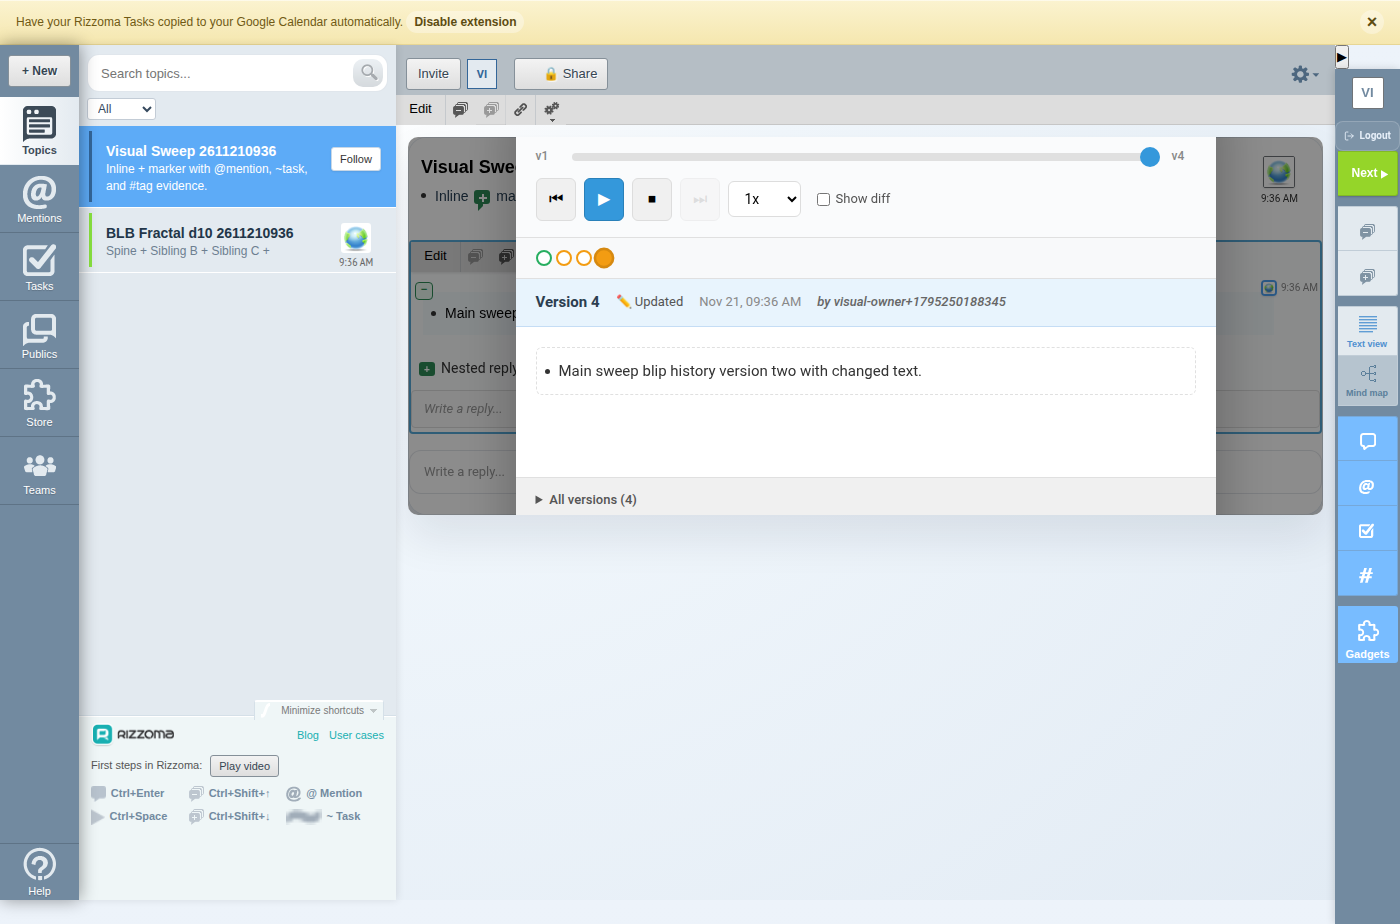 Have your Rizzoma Tasks copied to your Google Calendar automatically. Disable extension ×
+ New
Topics
Mentions
Tasks
Publics
Store
Teams
Help
Search topics...
All
Visual Sweep 2611210936
Inline + marker with @mention, ~task,
and #tag evidence.
Follow
BLB Fractal d10 2611210936
Spine + Sibling B + Sibling C +
9:36 AM
Minimize shortcuts
RIZZOMA
Blog User cases
First steps in Rizzoma: Play video
Ctrl+Enter Ctrl+Shift+↑ @ Mention
Ctrl+Space Ctrl+Shift+↓ ~ Task
Invite VI Share
Edit
Visual Swe
• Inline ma
9:36 AM
Edit
9:36 AM
• Main sweep
+ Nested reply
Write a reply...
Write a reply...
v1 v4
1x Show diff
Version 4 Updated Nov 21, 09:36 AM by visual-owner+1795250188345
• Main sweep blip history version two with changed text.
All versions (4)
VI
Logout
Next
Text view
Mind map
@
#
Gadgets